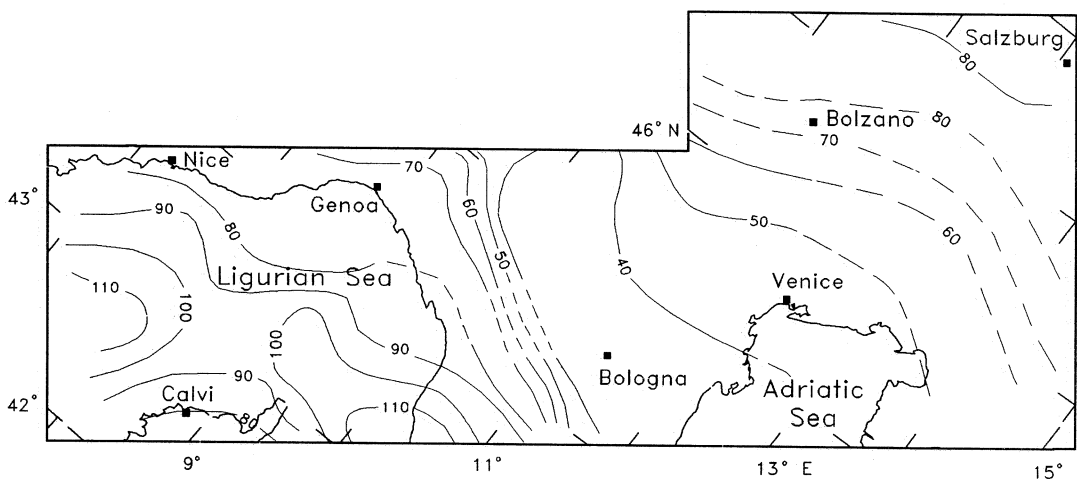 Salzburg
80
46° N
Bolzano
80
70
Nice
70
43°
Genoa
90
80
60
50
60
50
40
Ligurian Sea
Venice
110
100
100
90
Bologna
90
Calvi
Adriatic
Sea
110
80
42°
9°
11°
13° E
15°